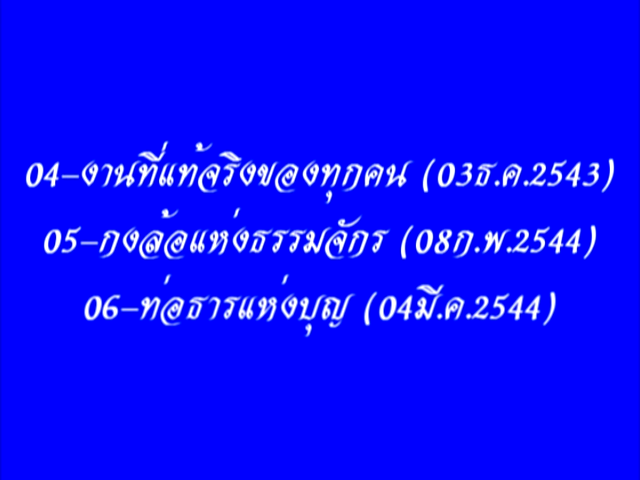 04-งานที่แท้จริงของทุกคน (03ธ.ค.2543)
05-กงล้อแห่งธรรมจักร (08ก.พ.2544)
06-ท่อธารแห่งบุญ (04มี.ค.2544)